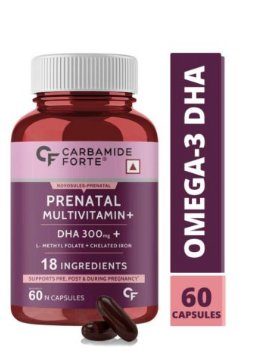 CF CARBAMIDE
FORTE®
PRENATAL
MULTIVITAMIN+
DHA 300mg +
L- METHYL FOLATE + CHELATED IRON
18 INGREDIENTS
SUPPORTS PRE, POST & DURING PREGNANCY
60 N CAPSULES
CF
OMEGA-3 DHA
60
CAPSULES